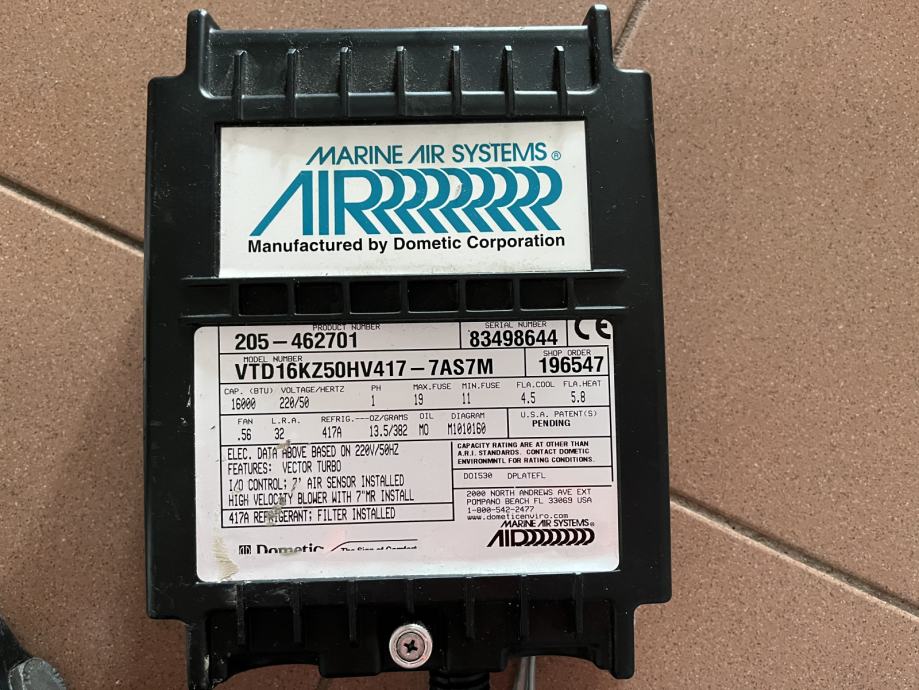 MARINE AIR SYSTEMS®
AIR
Manufactured by Dometic Corporation
PRODUCT NUMBER
205-462701
SERIAL NUMBER
83498644
CE
MODEL NUMBER
VTD16KZ50HV417-7AS7M
SHOP ORDER
196547
CAP. (BTU) VOLTAGE/HERTZ PH MAX.FUSE MIN.FUSE FLA.COOL FLA.HEAT
16000 220/50 1 19 11 4.5 5.8
FAN L.R.A. REFRIG.---OZ/GRAMS OIL DIAGRAM
.56 32 417A 13.5/382 MO M1010160
U.S.A. PATENT(S)
PENDING
ELEC. DATA ABOVE BASED ON 220V/50HZ
FEATURES: VECTOR TURBO
I/O CONTROL; 7' AIR SENSOR INSTALLED
HIGH VELOCITY BLOWER WITH 7"MR INSTALL
417A REFRIGERANT; FILTER INSTALLED
CAPACITY RATING ARE AT OTHER THAN
A.R.I. STANDARDS. CONTACT DOMETIC
ENVIRONMNTL FOR RATING CONDITIONS.
DOI530 DPLATEFL
2000 NORTH ANDREWS AVE EXT
POMPANO BEACH FL 33069 USA
1-800-542-2477
www.dometicenviro.com
MARINE AIR SYSTEMS®
AIR
Dometic The Sign of Comfort